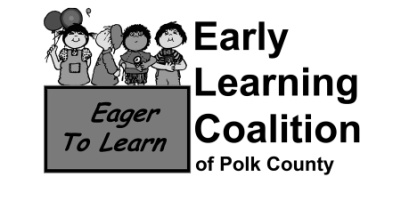 Eager
To Learn
Early
Learning
Coalition
of Polk County